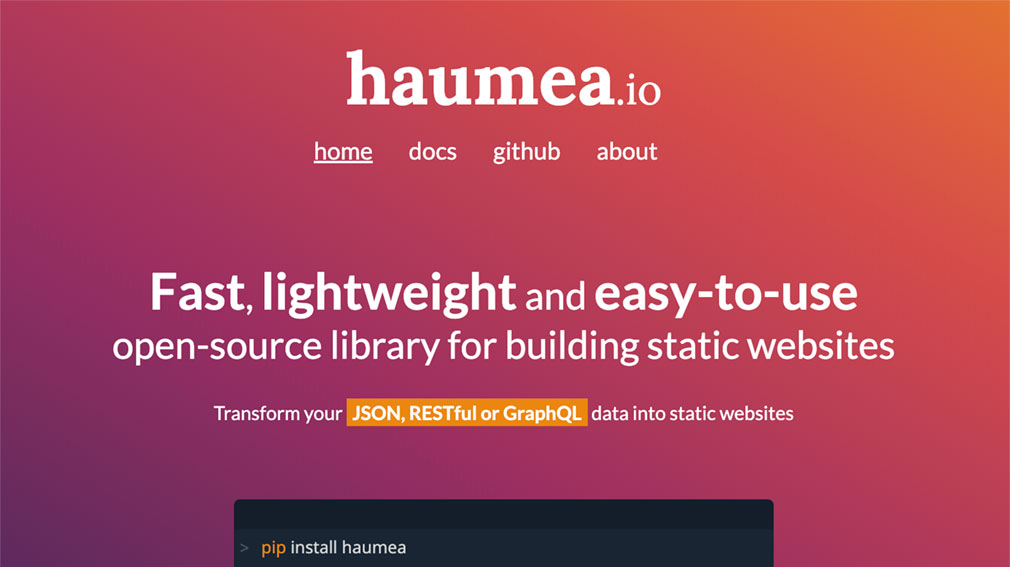 haumea.io
home docs github about
Fast, lightweight and easy-to-use
open-source library for building static websites
Transform your JSON, RESTful or GraphQL data into static websites
> pip install haumea